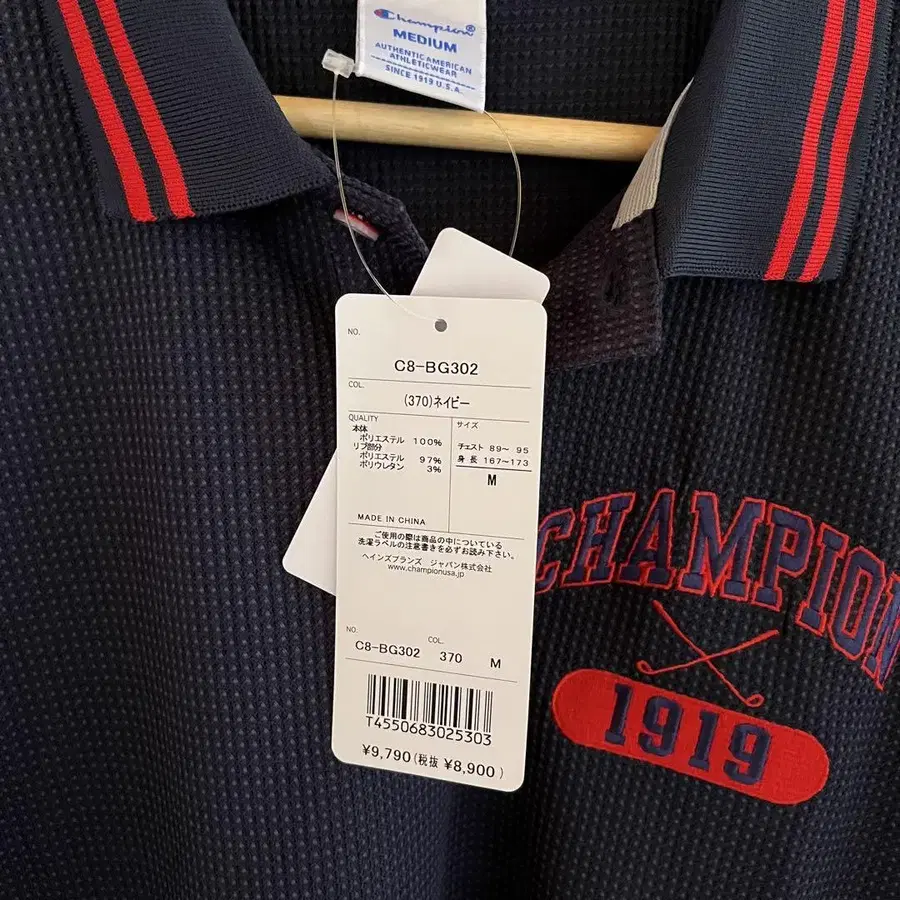 Champion®
MEDIUM
AUTHENTIC AMERICAN
ATHLETICWEAR
SINCE 1919 U.S.A.
NO.
C8-BG302
COL.
(370)ネイビー
QUALITY
本体
ポリエステル 100%
リブ部分
ポリエステル 97%
ポリウレタン 3%
サイズ
チェスト 89~ 95
身 長 167~173
M
MADE IN CHINA
ご使用の際は商品の中についている
洗濯ラベルの注意書きを必ずお読み下さい。
ヘインズブランズ ジャパン株式会社
www.championusa.jp
NO. COL.
C8-BG302 370 M
T4550683025303
¥9,790(税抜 ¥8,900)
CHAMPION
1919